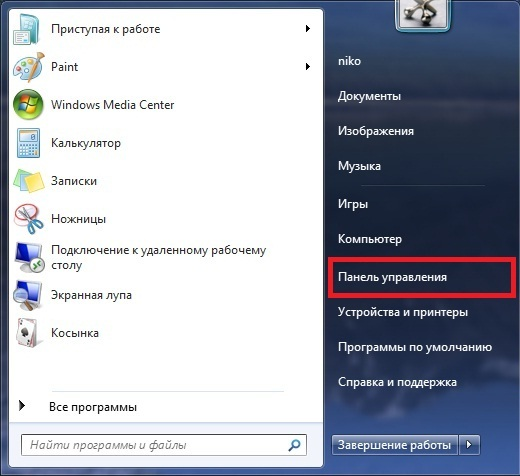 Приступая к работе
Paint
Windows Media Center
Калькулятор
Записки
Ножницы
Подключение к удаленному рабочему
столу
Экранная лупа
Косынка
Все программы
Найти программы и файлы
niko
Документы
Изображения
Музыка
Игры
Компьютер
Панель управления
Устройства и принтеры
Программы по умолчанию
Справка и поддержка
Завершение работы